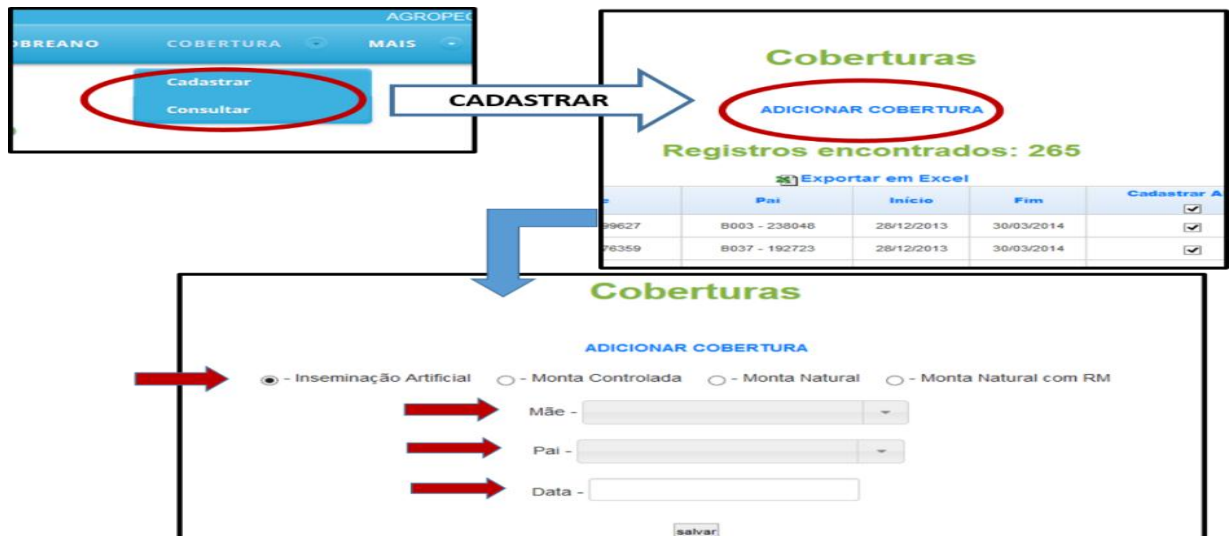 AGROPEC
OBREANO COBERTURA MAIS
Cadastrar
Consultar
CADASTRAR
Coberturas
ADICIONAR COBERTURA
Registros encontrados: 265
Exportar em Excel
e Pai Início Fim Cadastrar A
99627 B003 - 238048 28/12/2013 30/03/2014
76359 B037 - 192723 28/12/2013 30/03/2014
Coberturas
ADICIONAR COBERTURA
- Inseminação Artificial - Monta Controlada - Monta Natural - Monta Natural com RM
Mãe -
Pai -
Data -
salvar